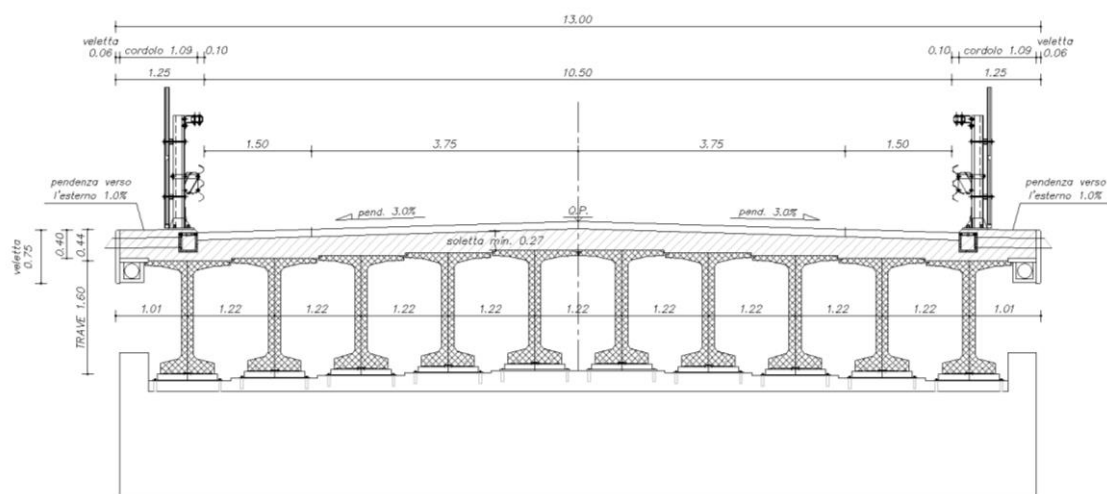 13.00
veletta
0.06
cordolo 1.09
0.10
0.10
cordolo 1.09
veletta
0.06
1.25
10.50
1.25
1.50
3.75
3.75
1.50
pendenza verso
l'esterno 1.0%
pend. 3.0%
Q.P.
pend. 3.0%
pendenza verso
l'esterno 1.0%
veletta
0.75
0.40
0.44
soletta min. 0.27
TRAVE 1.60
1.01
1.22
1.22
1.22
1.22
1.22
1.22
1.22
1.22
1.22
1.01